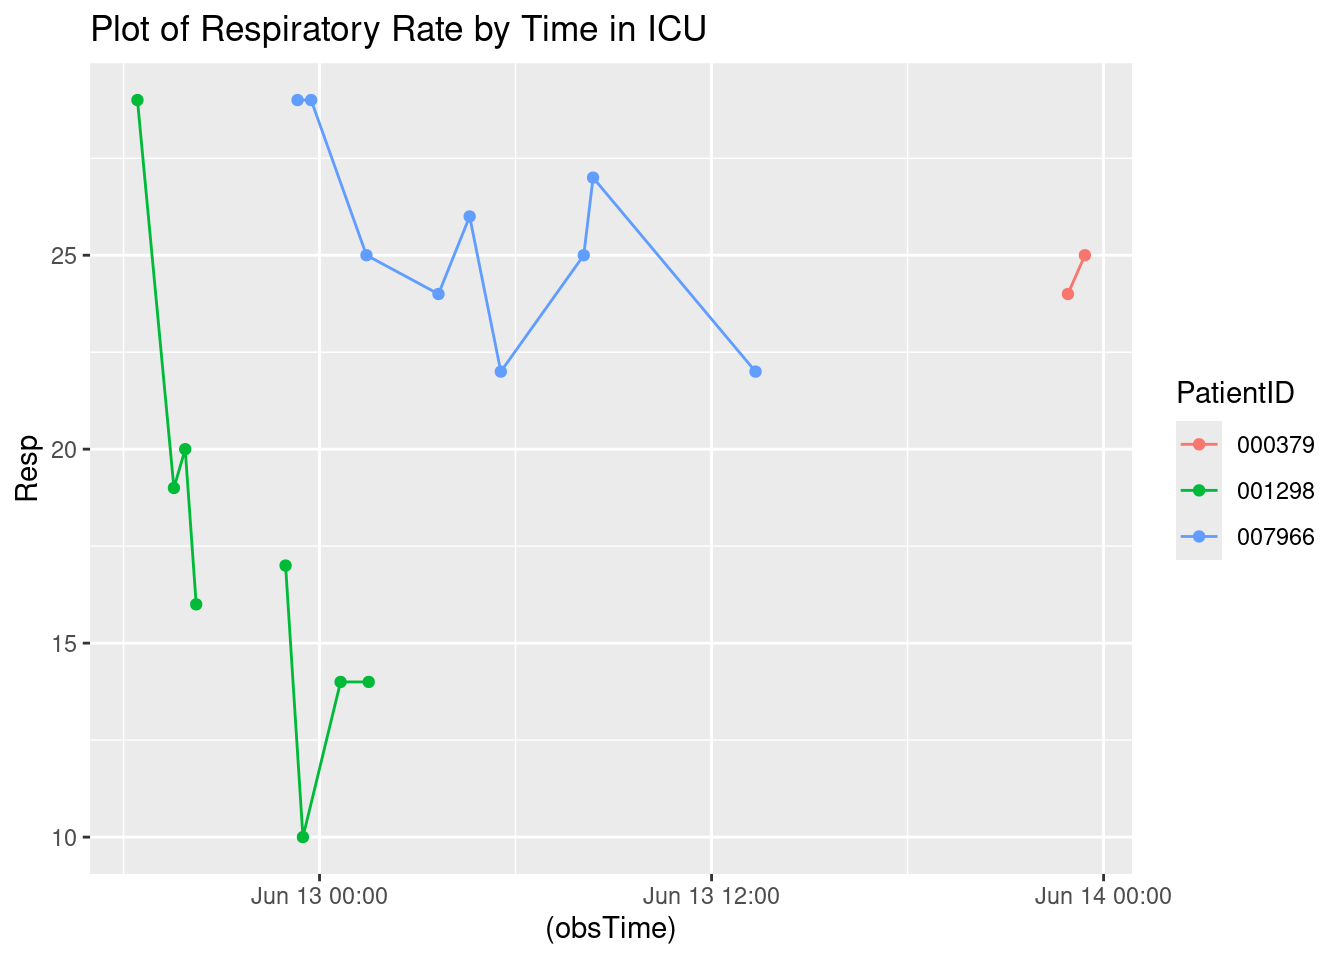 Plot of Respiratory Rate by Time in ICU
Resp
25
20
15
10
Jun 13 00:00
Jun 13 12:00
Jun 14 00:00
(obsTime)
PatientID
000379
001298
007966